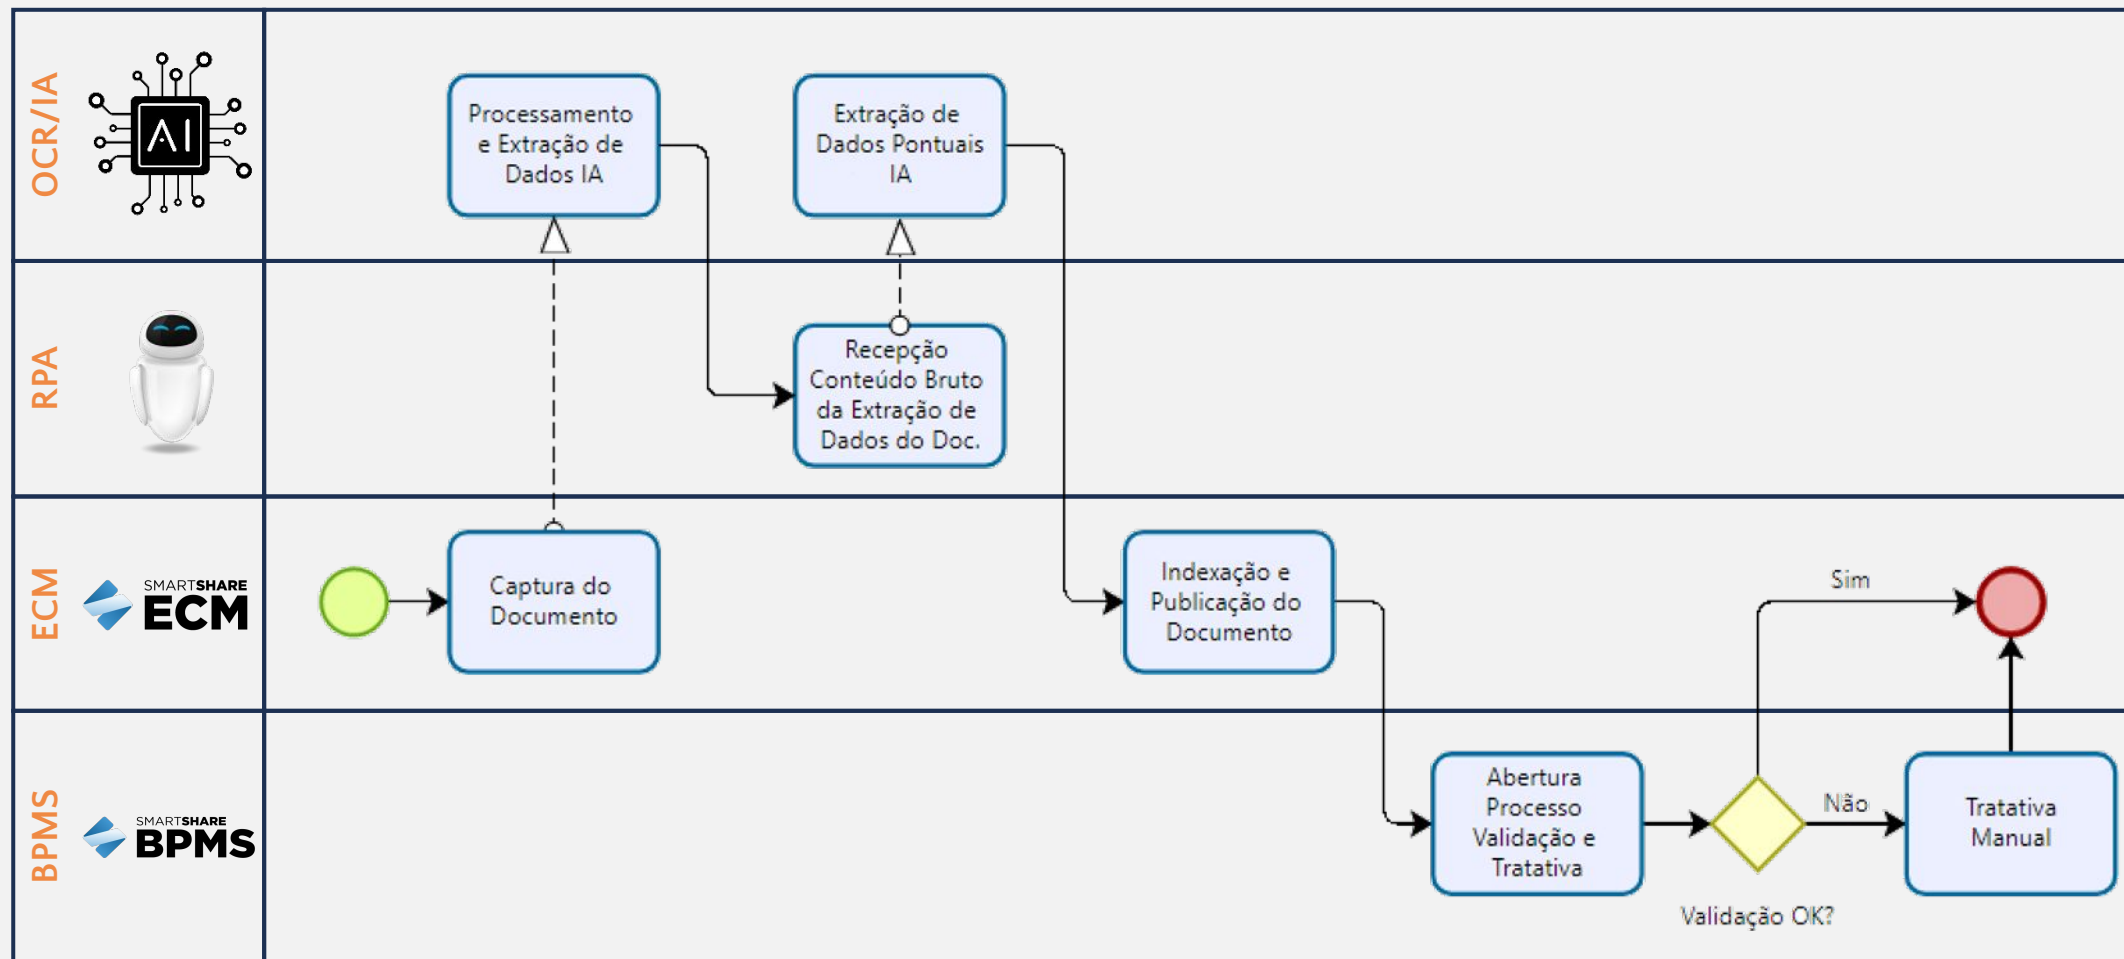 OCR/IA
AI
Processamento
e Extração de
Dados IA
Extração de
Dados Pontuais
IA
RPA
Recepção
Conteúdo Bruto
da Extração de
Dados do Doc.
ECM
SMARTSHARE
ECM
Captura do
Documento
Indexação e
Publicação do
Documento
Sim
BPMS
SMARTSHARE
BPMS
Abertura
Processo
Validação e
Tratativa
Não
Tratativa
Manual
Validação OK?